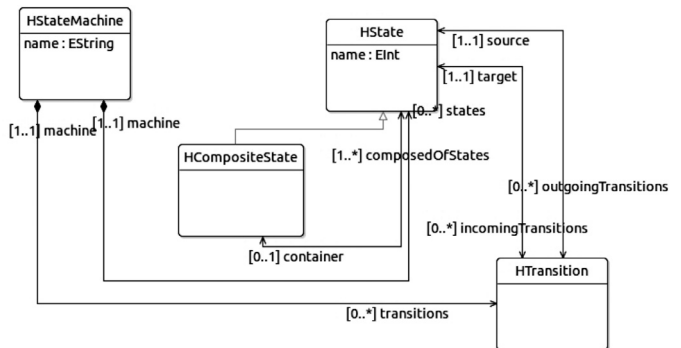 HStateMachine
name : EString
HState
name : EInt
[1..1] source
[1..1] target
[0..*] states
[1..1] machine
[1..1] machine
HCompositeState
[1..*] composedOfStates
[0..*] outgoingTransitions
[0..*] incomingTransitions
[0..1] container
HTransition
[0..*] transitions